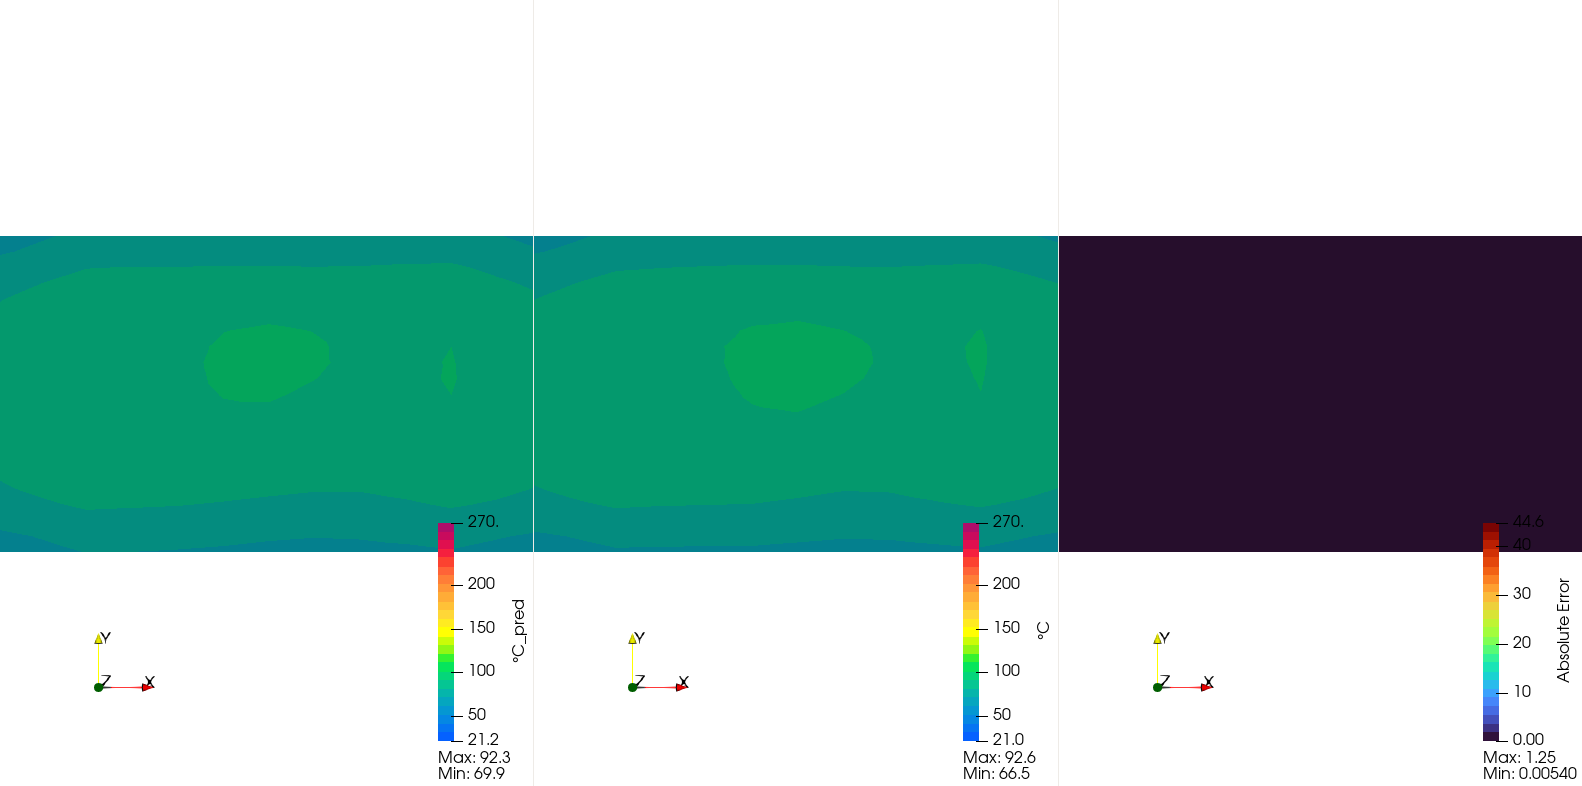 270.
200
150
100
50
21.2
°C_pred
Max: 92.3
Min: 69.9
Y
Z
X
270.
200
150
100
50
21.0
°C
Max: 92.6
Min: 66.5
Y
Z
X
44.6
40
30
20
10
0.00
Absolute Error
Max: 1.25
Min: 0.00540
Y
Z
X